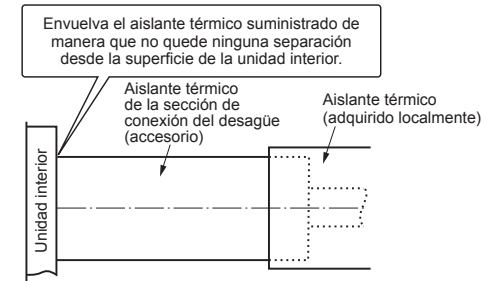 Envuelva el aislante térmico suministrado de
manera que no quede ninguna separación
desde la superficie de la unidad interior.
Aislante térmico
de la sección de
conexión del desagüe
(accesorio)
Aislante térmico
(adquirido localmente)
Unidad interior